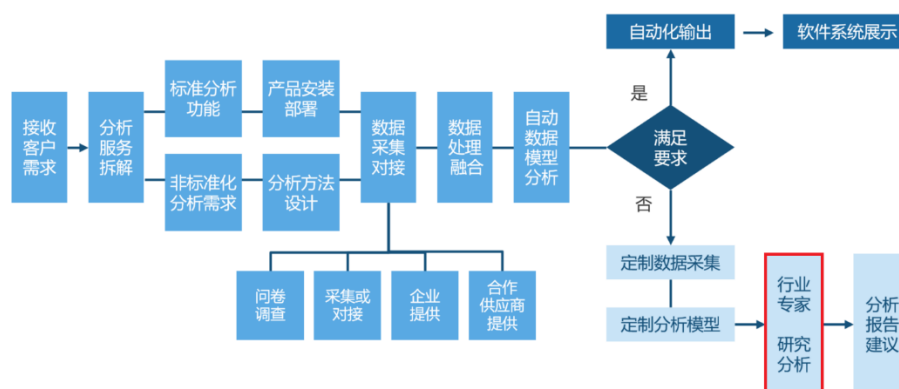 自动化输出
软件系统展示
是
接收
客户
需求
分析
服务
拆解
标准分析
功能
产品安装
部署
非标准化
分析需求
分析方法
设计
数据
采集
对接
数据
处理
融合
自动
数据
模型
分析
满足
要求
否
问卷
调查
采集或
对接
企业
提供
合作
供应商
提供
定制数据采集
定制分析模型
行业
专家
研究
分析
分析
报告
建议